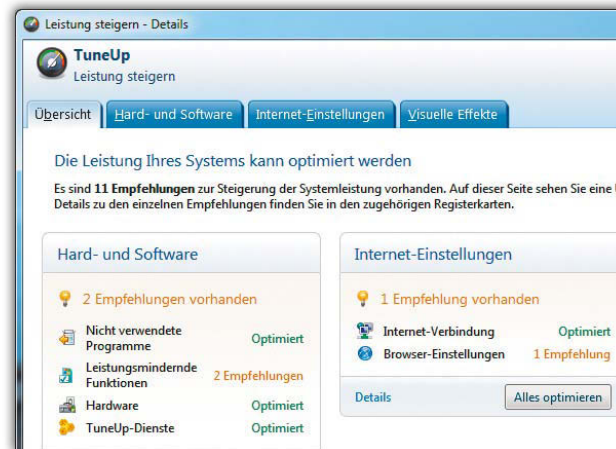 Leistung steigern - Details
TuneUp
Leistung steigern
Übersicht
Hard- und Software
Internet-Einstellungen
Visuelle Effekte
Die Leistung Ihres Systems kann optimiert werden
Es sind 11 Empfehlungen zur Steigerung der Systemleistung vorhanden. Auf dieser Seite sehen Sie eine
Details zu den einzelnen Empfehlungen finden Sie in den zugehörigen Registerkarten.
Hard- und Software
2 Empfehlungen vorhanden
Nicht verwendete
Programme
Optimiert
Leistungsmindernde
Funktionen
2 Empfehlungen
Hardware
Optimiert
TuneUp-Dienste
Optimiert
Internet-Einstellungen
1 Empfehlung vorhanden
Internet-Verbindung
Optimiert
Browser-Einstellungen
1 Empfehlung
Details
Alles optimieren